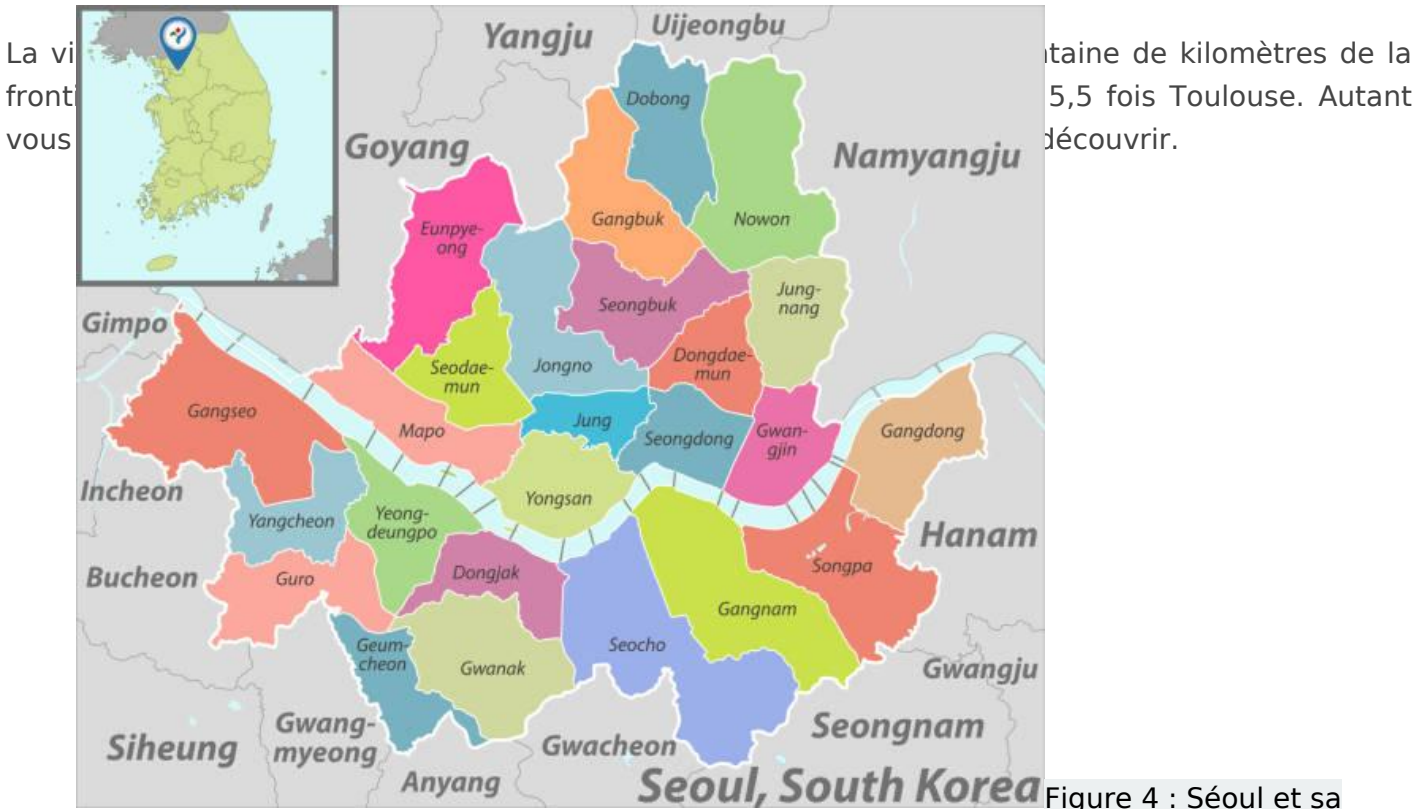 La vi
ntaine de kilomètres de la
fronti
5,5 fois Toulouse. Autant
vous
découvrir.
Yangju
Uijeongbu
Goyang
Namyangju
Dobong
Gangbuk
Nowon
Eunpye-
ong
Seongbuk
Jung-
nang
Gimpo
Seodae-
mun
Jongno
Dongdae-
mun
Gangseo
Mapo
Jung
Seongdong
Gwan-
gjin
Gangdong
Incheon
Yangcheon
Yeong-
deungpo
Yongsan
Hanam
Bucheon
Guro
Dongjak
Songpa
Gangnam
Geum-
cheon
Gwanak
Seocho
Gwangju
Siheung
Gwang-
myeong
Anyang
Gwacheon
Seongnam
Seoul, South Korea
Figure 4 : Séoul et sa